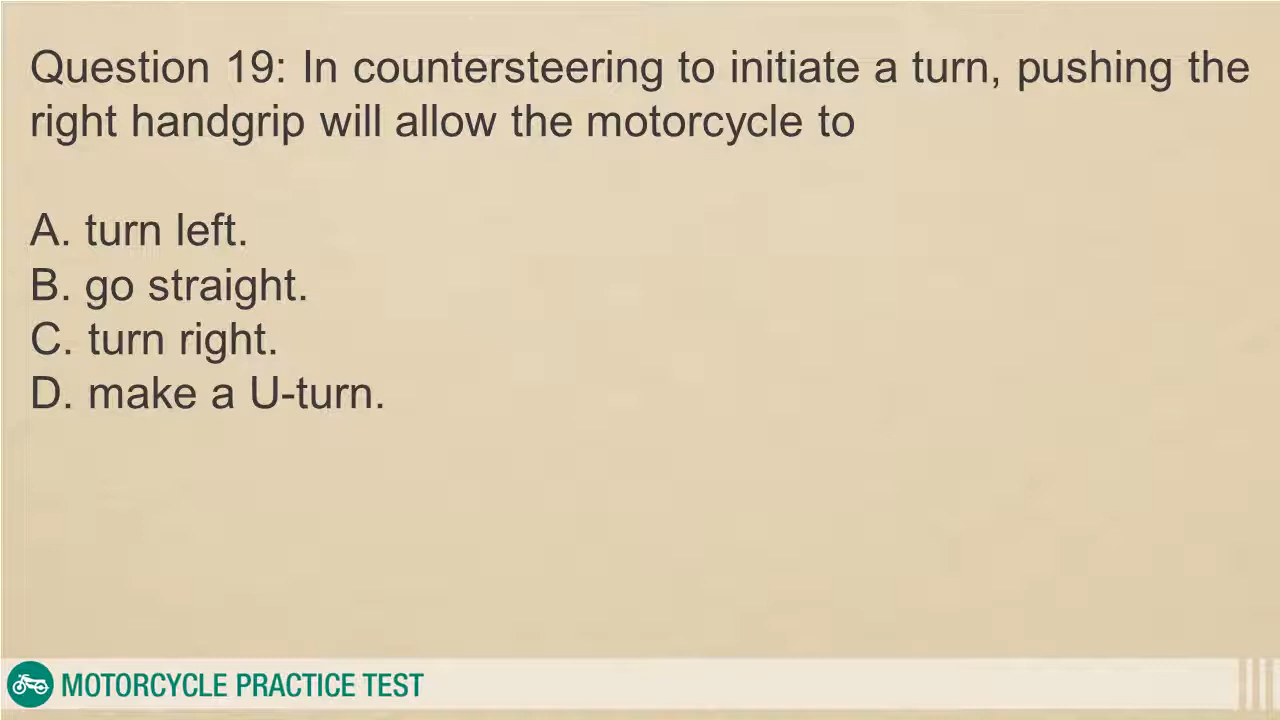 Question 19: In countersteering to initiate a turn, pushing the
right handgrip will allow the motorcycle to
A. turn left.
B. go straight.
C. turn right.
D. make a U-turn.
MOTORCYCLE PRACTICE TEST